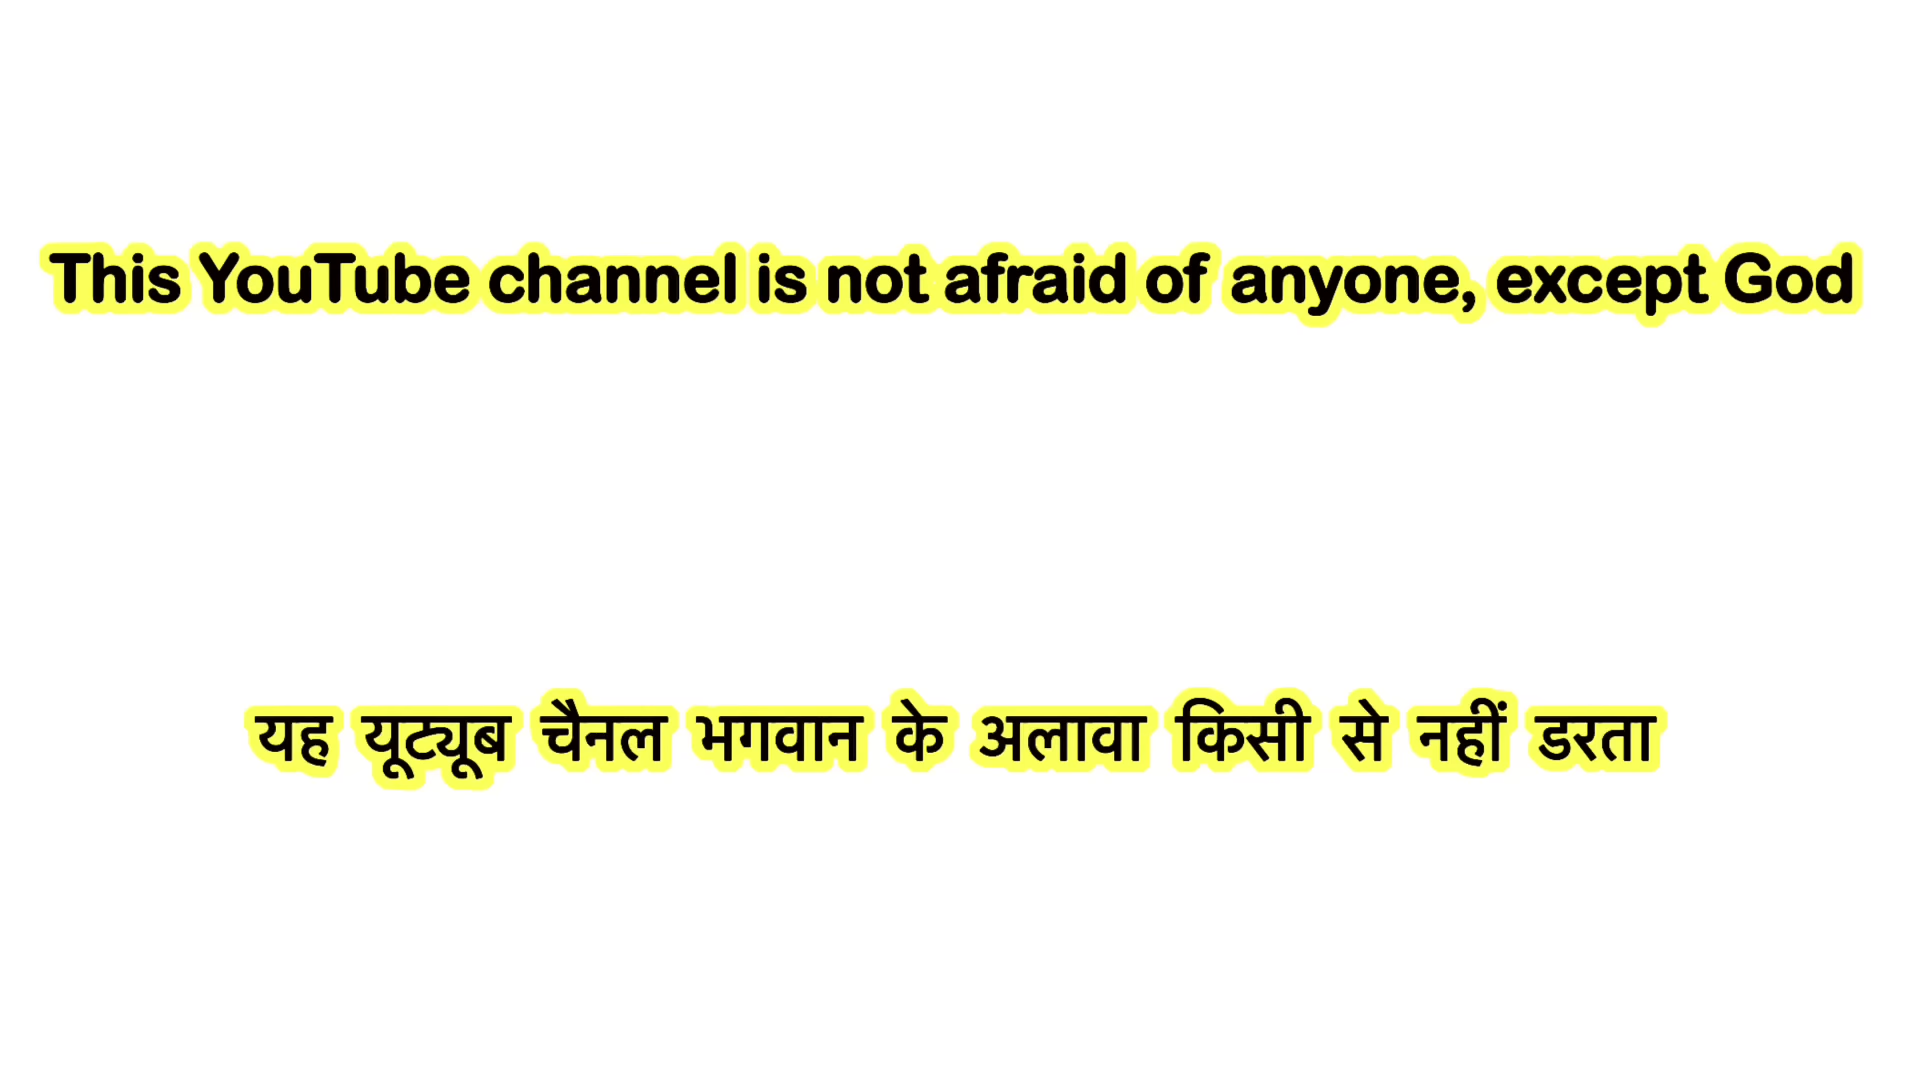 This YouTube channel is not afraid of anyone, except God
यह यूट्यूब चैनल भगवान के अलावा किसी से नहीं डरता